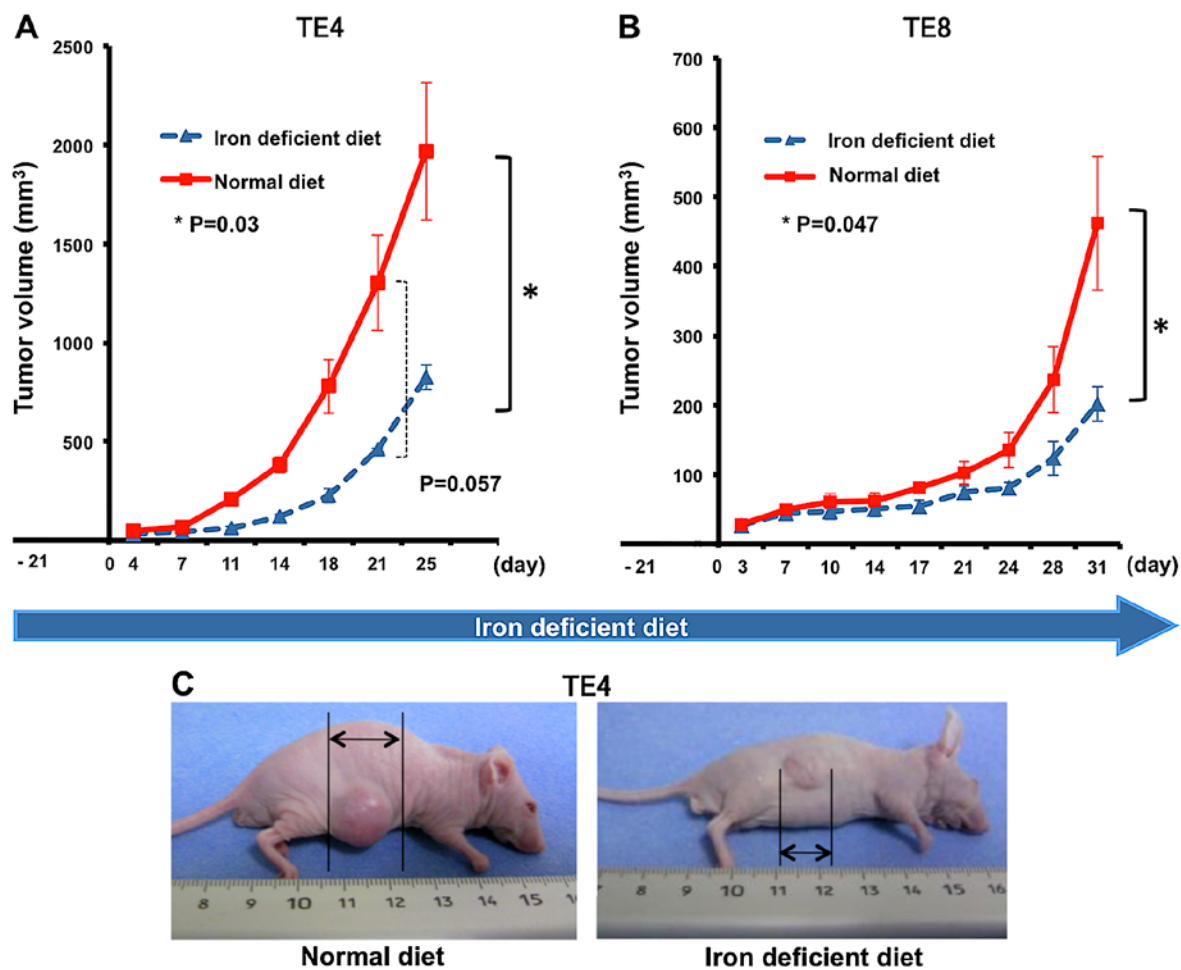 A
TE4
Tumor volume (mm³)
2500
2000
1500
1000
500
Iron deficient diet
Normal diet
* P=0.03
*
P=0.057
- 21
0 4 7 11 14 18 21 25 (day)
B
TE8
Tumor volume (mm³)
700
600
500
400
300
200
100
Iron deficient diet
Normal diet
* P=0.047
*
- 21
0 3 7 10 14 17 21 24 28 31 (day)
Iron deficient diet
C
TE4
8 9 10 11 12 13 14 15
10 11 12 13 14 15 16
Normal diet
Iron deficient diet